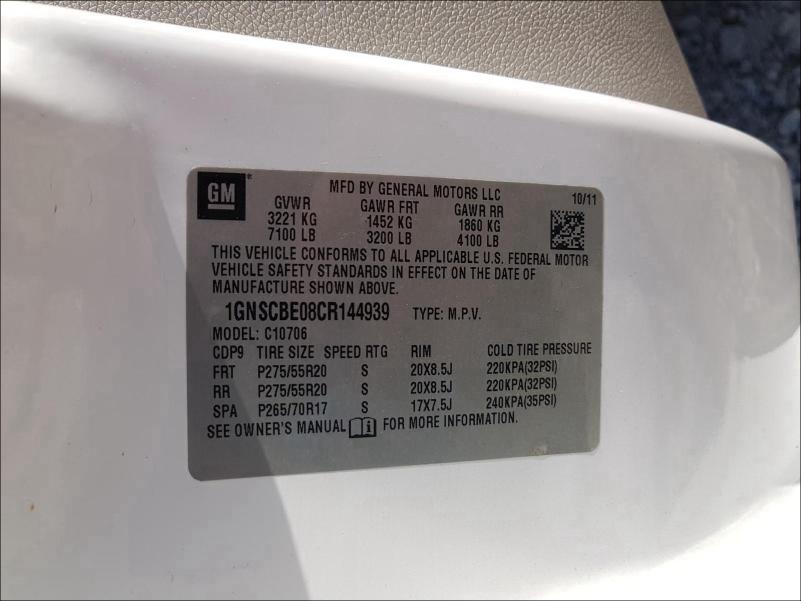 GM
MFD BY GENERAL MOTORS LLC
10/11
GVWR GAWR FRT GAWR RR
3221 KG 1452 KG 1860 KG
7100 LB 3200 LB 4100 LB
THIS VEHICLE CONFORMS TO ALL APPLICABLE U.S. FEDERAL MOTOR
VEHICLE SAFETY STANDARDS IN EFFECT ON THE DATE OF
MANUFACTURE SHOWN ABOVE.
1GNSCBE08CR144939 TYPE: M.P.V.
MODEL: C10706
CDP9 TIRE SIZE SPEED RTG RIM COLD TIRE PRESSURE
FRT P275/55R20 S 20X8.5J 220KPA(32PSI)
RR P275/55R20 S 20X8.5J 220KPA(32PSI)
SPA P265/70R17 S 17X7.5J 240KPA(35PSI)
SEE OWNER'S MANUAL i FOR MORE INFORMATION.